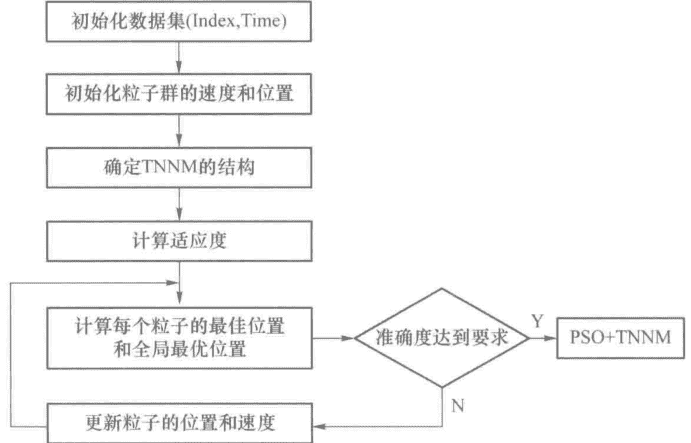 初始化数据集(Index,Time)
初始化粒子群的速度和位置
确定TNNM的结构
计算适应度
计算每个粒子的最佳位置
和全局最优位置
准确度达到要求
Y
PSO+TNNM
N
更新粒子的位置和速度